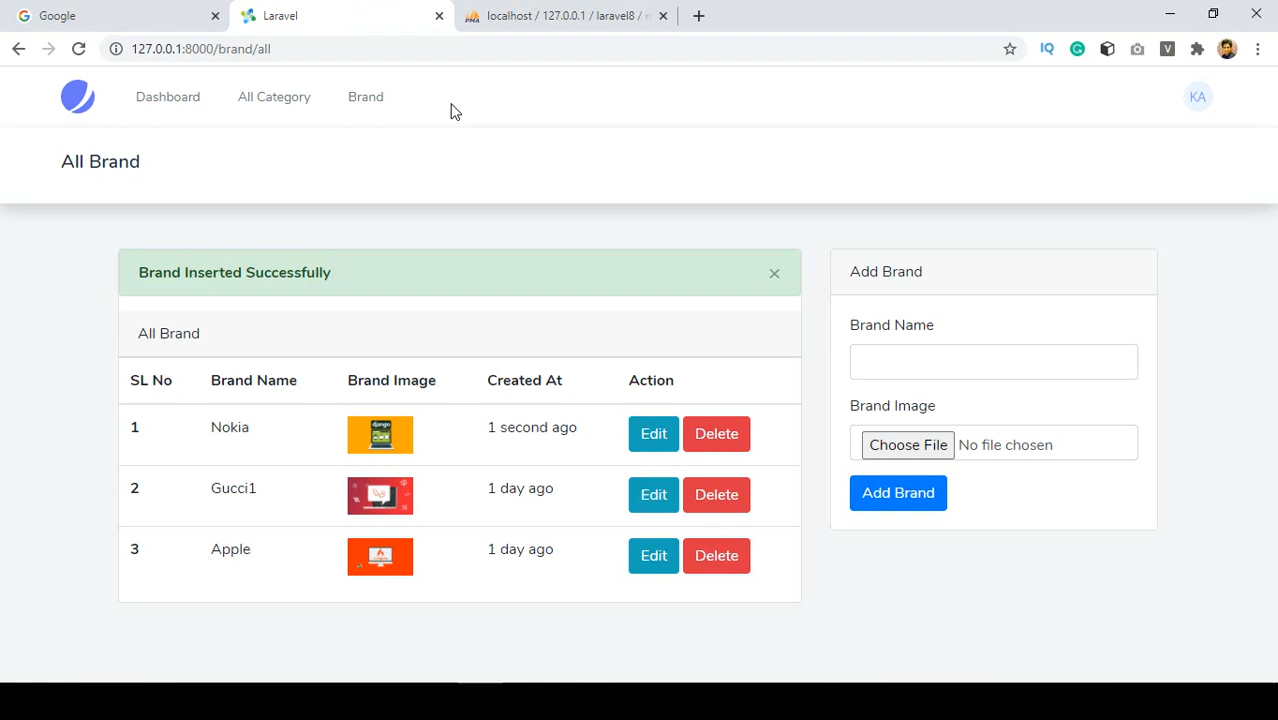 Google
Laravel
localhost / 127.0.0.1 / laravel8 /
127.0.0.1:8000/brand/all
IQ
V
Dashboard
All Category
Brand
KA
All Brand
Brand Inserted Successfully
×
All Brand
SL No Brand Name Brand Image Created At Action
1 Nokia django 1 second ago Edit Delete
2 Gucci1 1 day ago Edit Delete
3 Apple 1 day ago Edit Delete
Add Brand
Brand Name
Brand Image
Choose File No file chosen
Add Brand